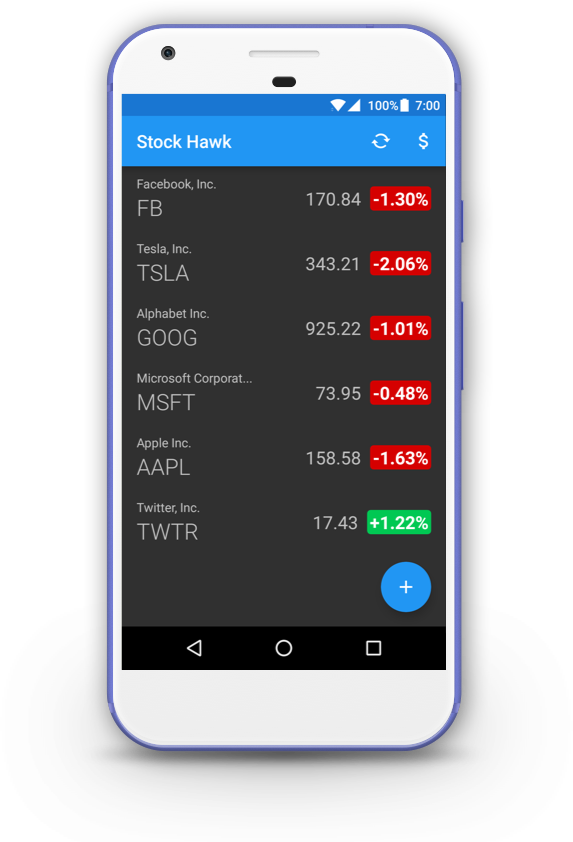 100% 7:00
Stock Hawk $
Facebook, Inc.
FB 170.84 -1.30%
Tesla, Inc.
TSLA 343.21 -2.06%
Alphabet Inc.
GOOG 925.22 -1.01%
Microsoft Corporat...
MSFT 73.95 -0.48%
Apple Inc.
AAPL 158.58 -1.63%
Twitter, Inc.
TWTR 17.43 +1.22%
+